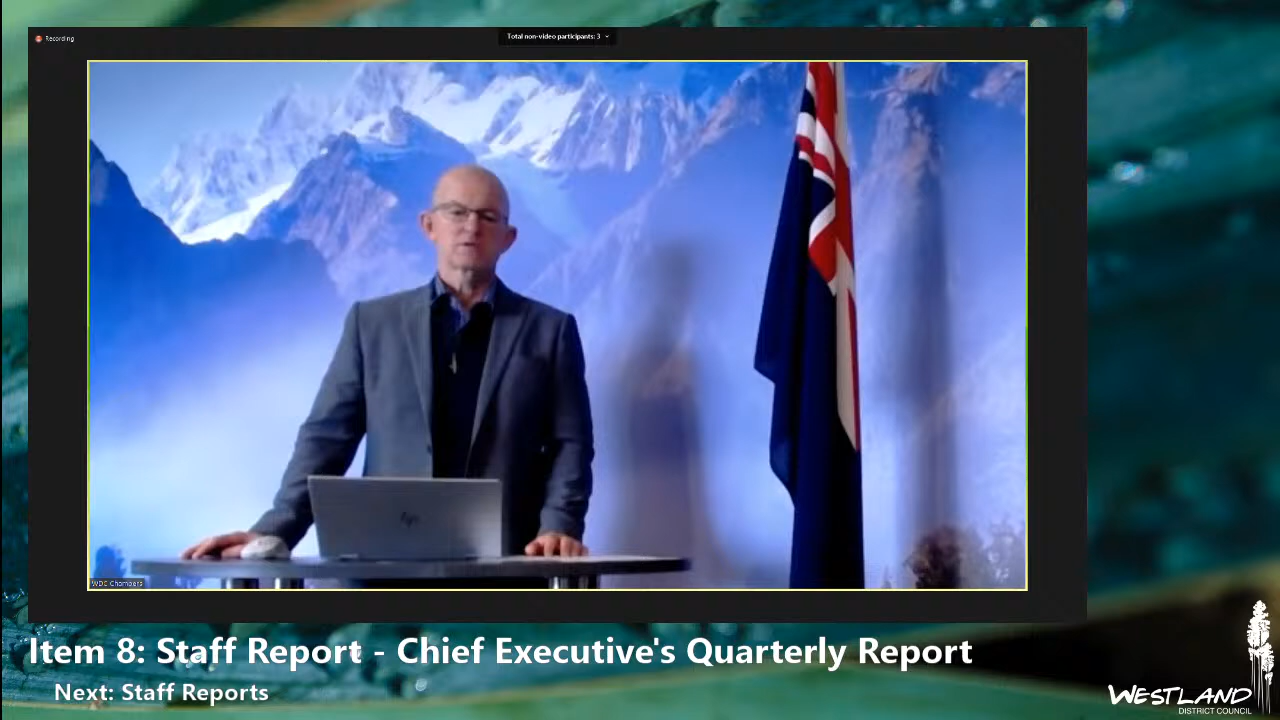 Recording
Total non-video participants: 3
hp
WDC Chambers
Item 8: Staff Report - Chief Executive's Quarterly Report
Next: Staff Reports
WESTLAND
DISTRICT COUNCIL